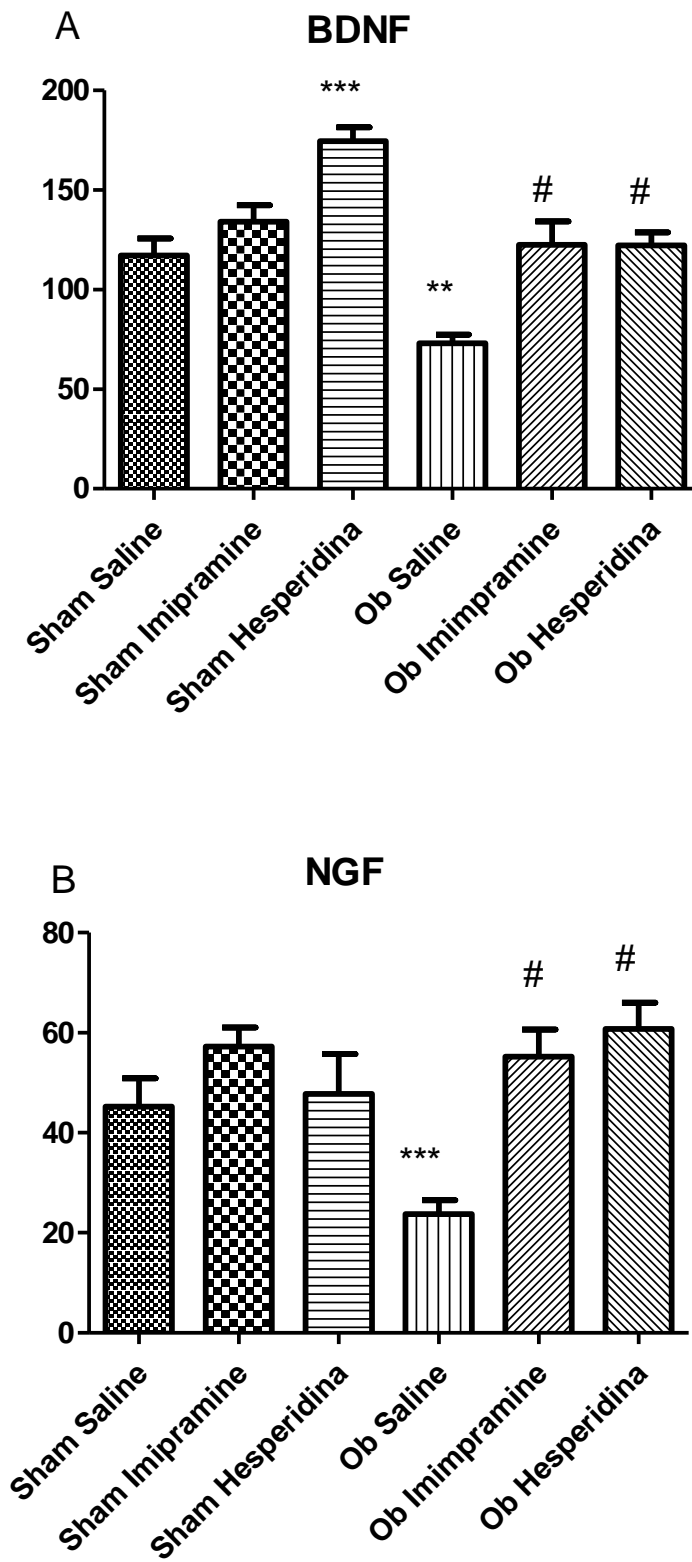 A
BDNF
200
150
100
50
0
***
**
#
#
Sham Saline
Sham Imipramine
Sham Hesperidina
Ob Saline
Ob Imimpramine
Ob Hesperidina
B
NGF
80
60
40
20
0
***
#
#
Sham Saline
Sham Imipramine
Sham Hesperidina
Ob Saline
Ob Imimpramine
Ob Hesperidina